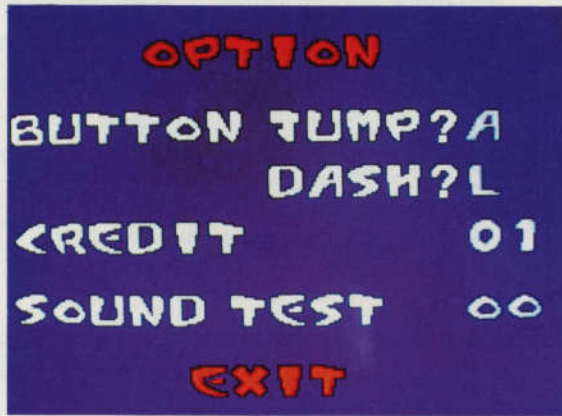 OPTION
BUTTON JUMP?A
DASH?L
CREDIT 01
SOUND TEST 00
EXIT